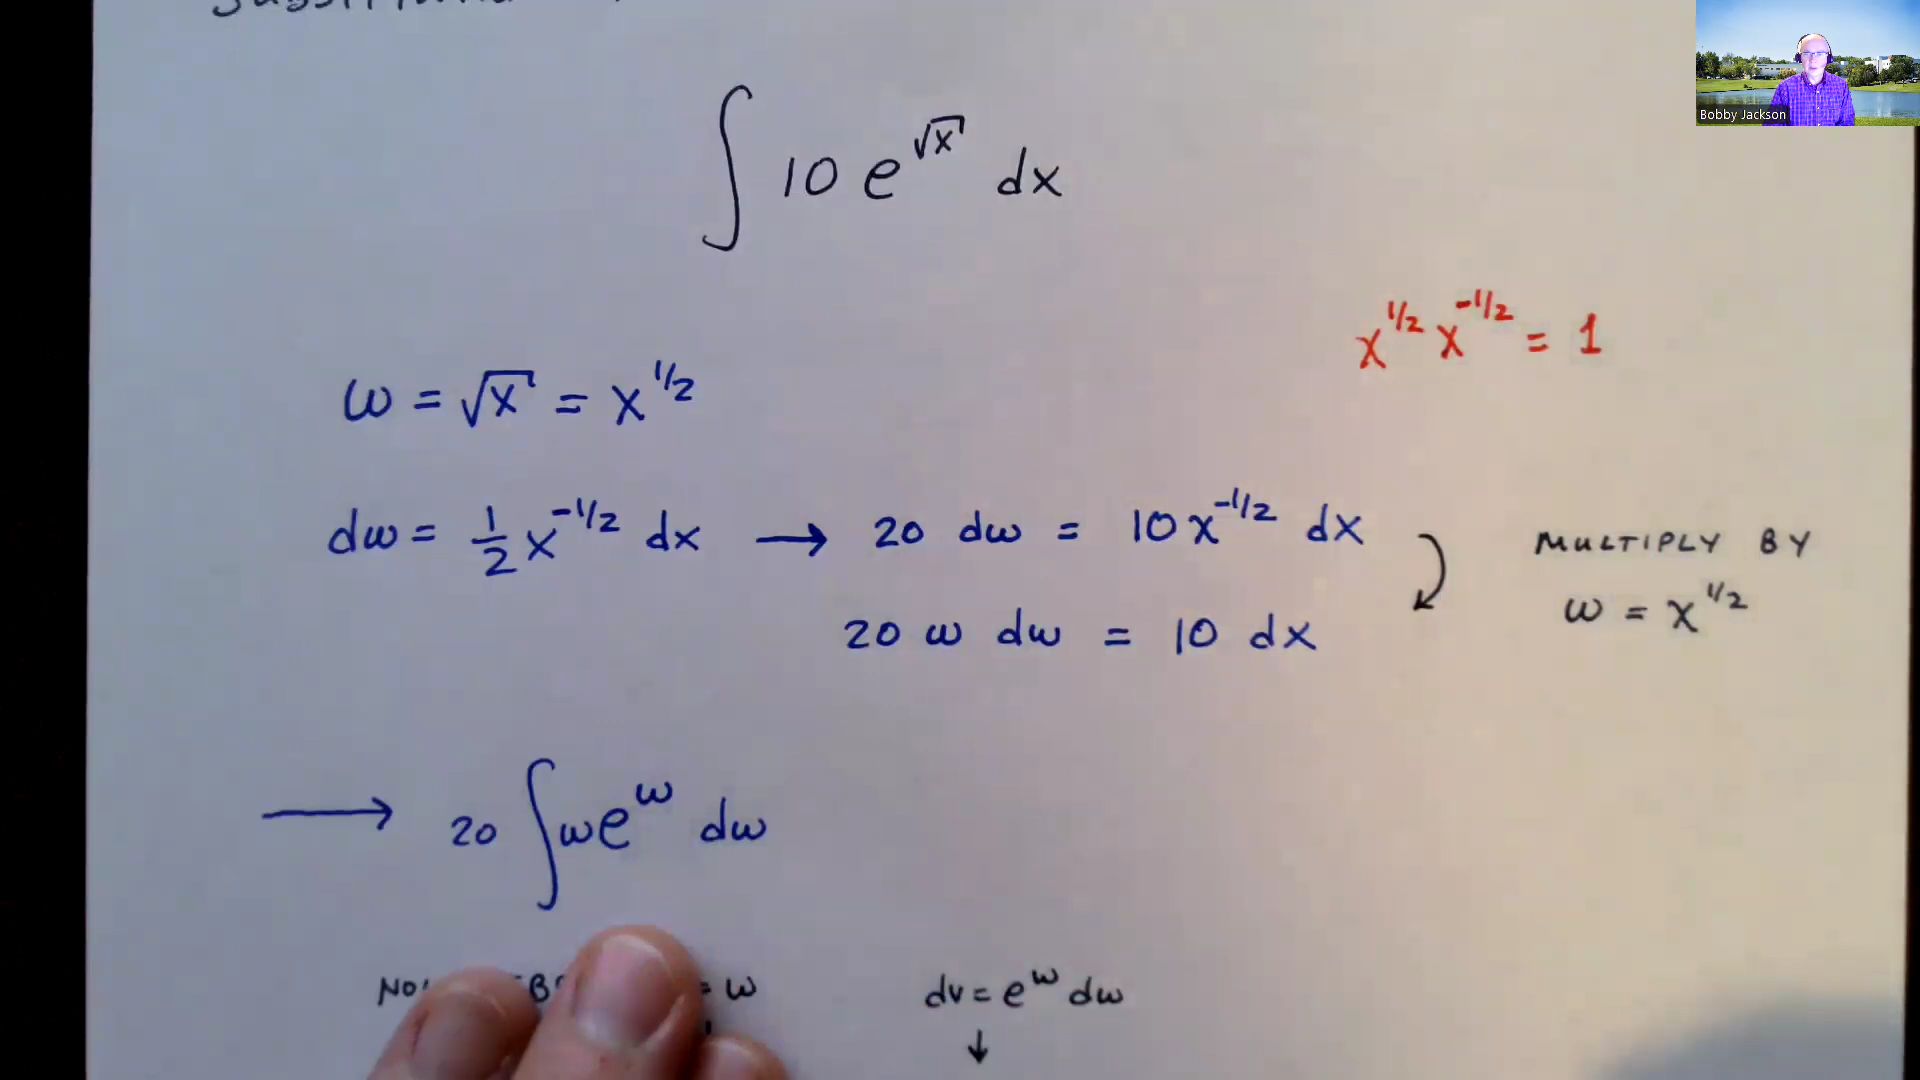 Bobby Jackson
∫ 10 e^√x dx
x^1/2 x^-1/2 = 1
ω = √x = x^1/2
dω = 1/2 x^-1/2 dx → 20 dω = 10x^-1/2 dx
MULTIPLY BY
ω = x^1/2
20 ω dω = 10 dx
→ 20 ∫ωe^ω dω
= ω dv = e^ω dω
↓